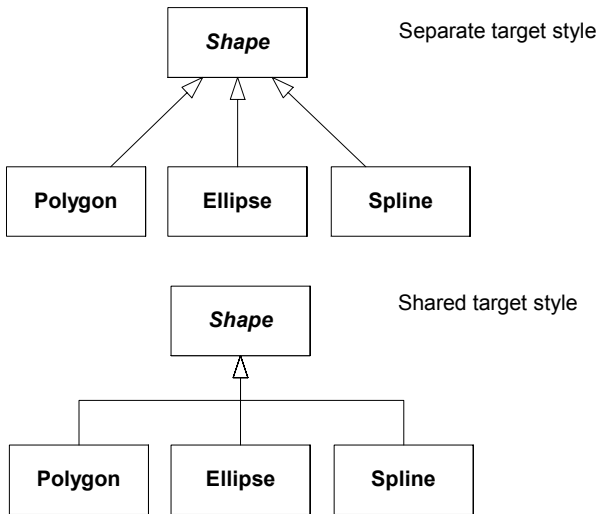 Shape
Separate target style
Polygon
Ellipse
Spline
Shape
Shared target style
Polygon
Ellipse
Spline